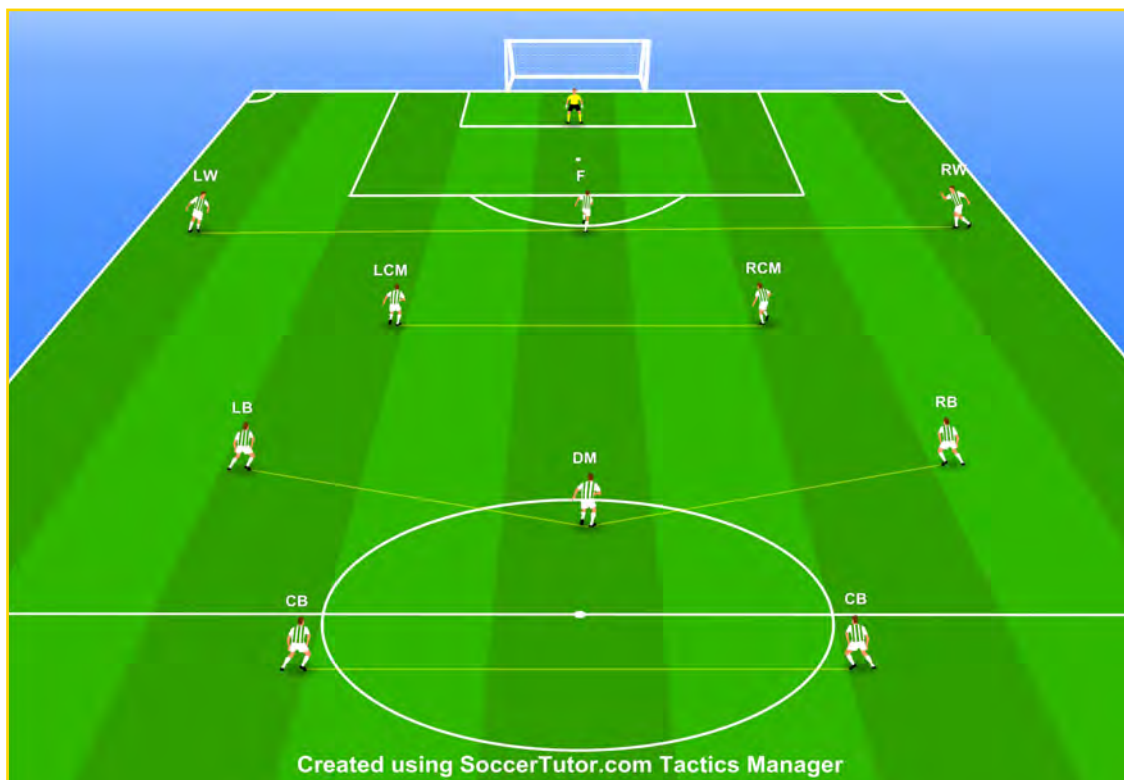 LW
F
RW
LCM
RCM
LB
RB
DM
CB
CB
Created using SoccerTutor.com Tactics Manager